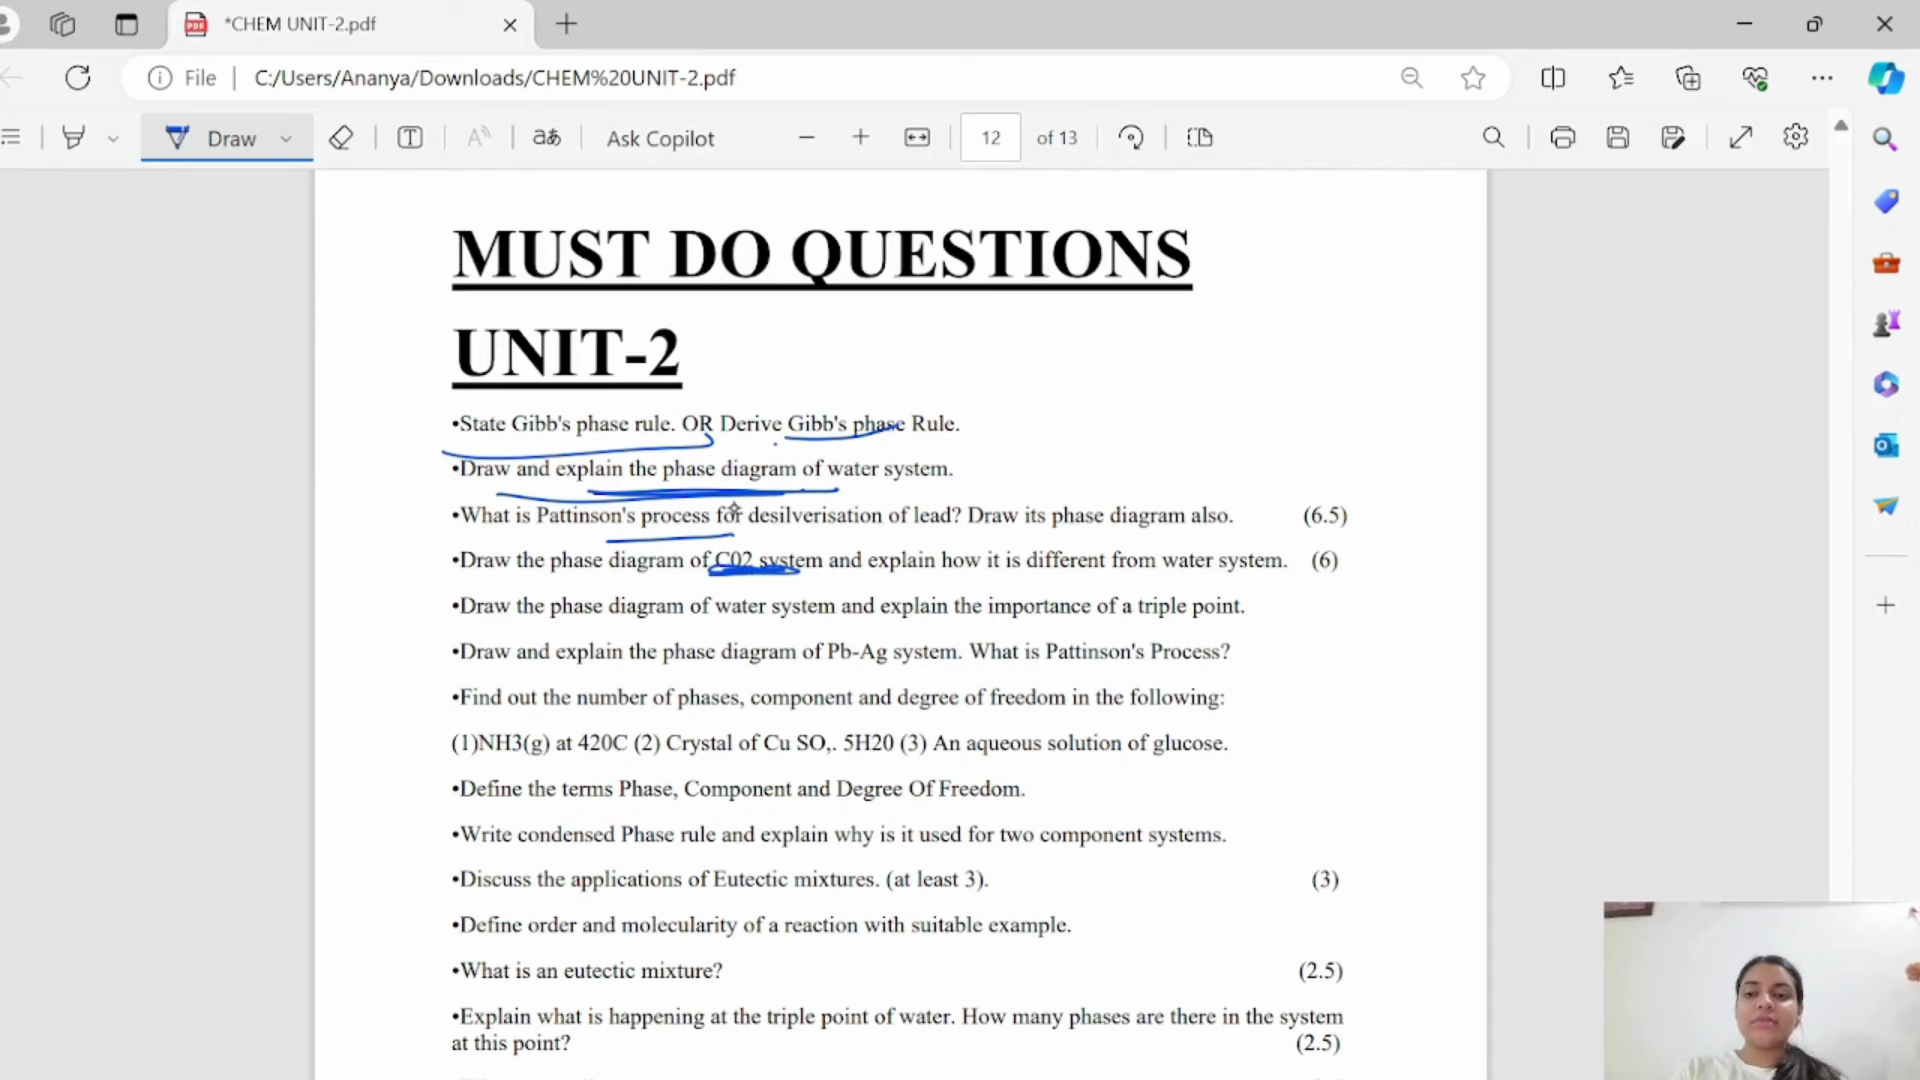 *CHEM UNIT-2.pdf
File C:/Users/Ananya/Downloads/CHEM%20UNIT-2.pdf
Draw aあ Ask Copilot 12 of 13
MUST DO QUESTIONS
UNIT-2
•State Gibb's phase rule. OR Derive Gibb's phase Rule.
•Draw and explain the phase diagram of water system.
•What is Pattinson's process for desilverisation of lead? Draw its phase diagram also. (6.5)
•Draw the phase diagram of C02 system and explain how it is different from water system. (6)
•Draw the phase diagram of water system and explain the importance of a triple point.
•Draw and explain the phase diagram of Pb-Ag system. What is Pattinson's Process?
•Find out the number of phases, component and degree of freedom in the following:
(1)NH3(g) at 420C (2) Crystal of Cu SO,. 5H20 (3) An aqueous solution of glucose.
•Define the terms Phase, Component and Degree Of Freedom.
•Write condensed Phase rule and explain why is it used for two component systems.
•Discuss the applications of Eutectic mixtures. (at least 3). (3)
•Define order and molecularity of a reaction with suitable example.
•What is an eutectic mixture? (2.5)
•Explain what is happening at the triple point of water. How many phases are there in the system
at this point? (2.5)